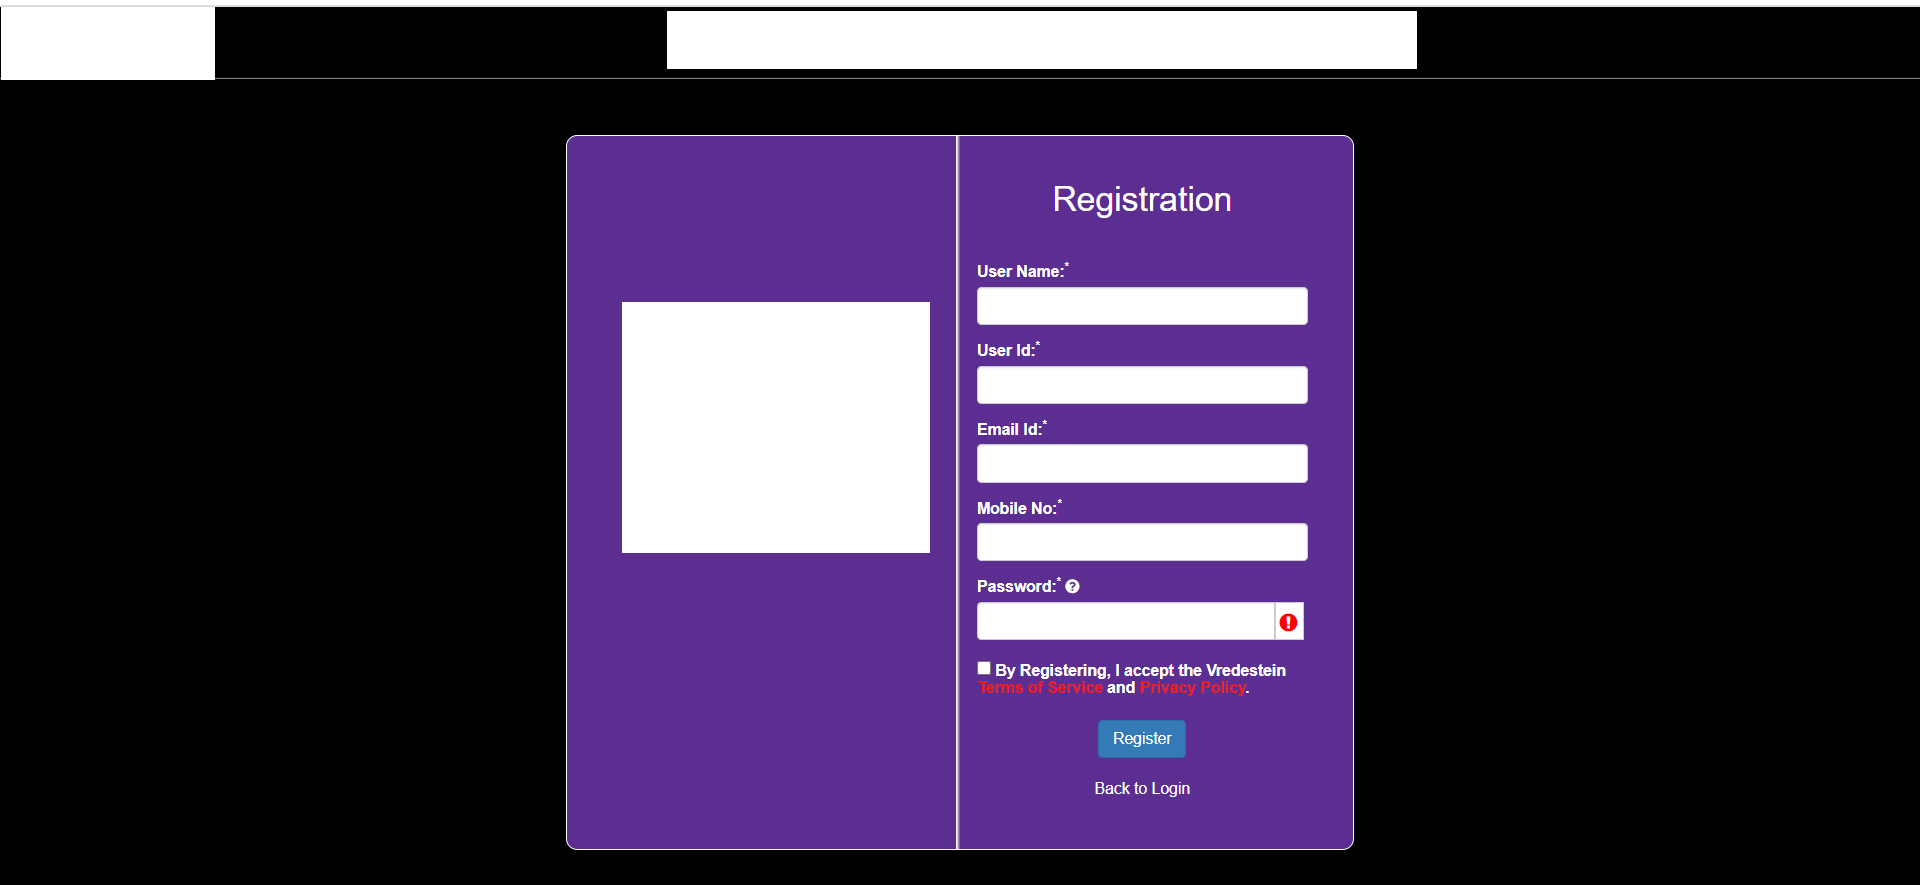 Registration
User Name:*
User Id:*
Email Id:*
Mobile No:*
Password:*
By Registering, I accept the Vredestein
Terms of Service and Privacy Policy.
Register
Back to Login